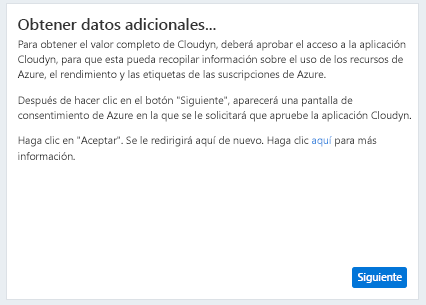 Obtener datos adicionales...
Para obtener el valor completo de Cloudyn, deberá aprobar el acceso a la aplicación
Cloudyn, para que esta pueda recopilar información sobre el uso de los recursos de
Azure, el rendimiento y las etiquetas de las suscripciones de Azure.
Después de hacer clic en el botón "Siguiente", aparecerá una pantalla de
consentimiento de Azure en la que se le solicitará que apruebe la aplicación Cloudyn.
Haga clic en "Aceptar". Se le redirigirá aquí de nuevo. Haga clic aquí para más
información.
Siguiente